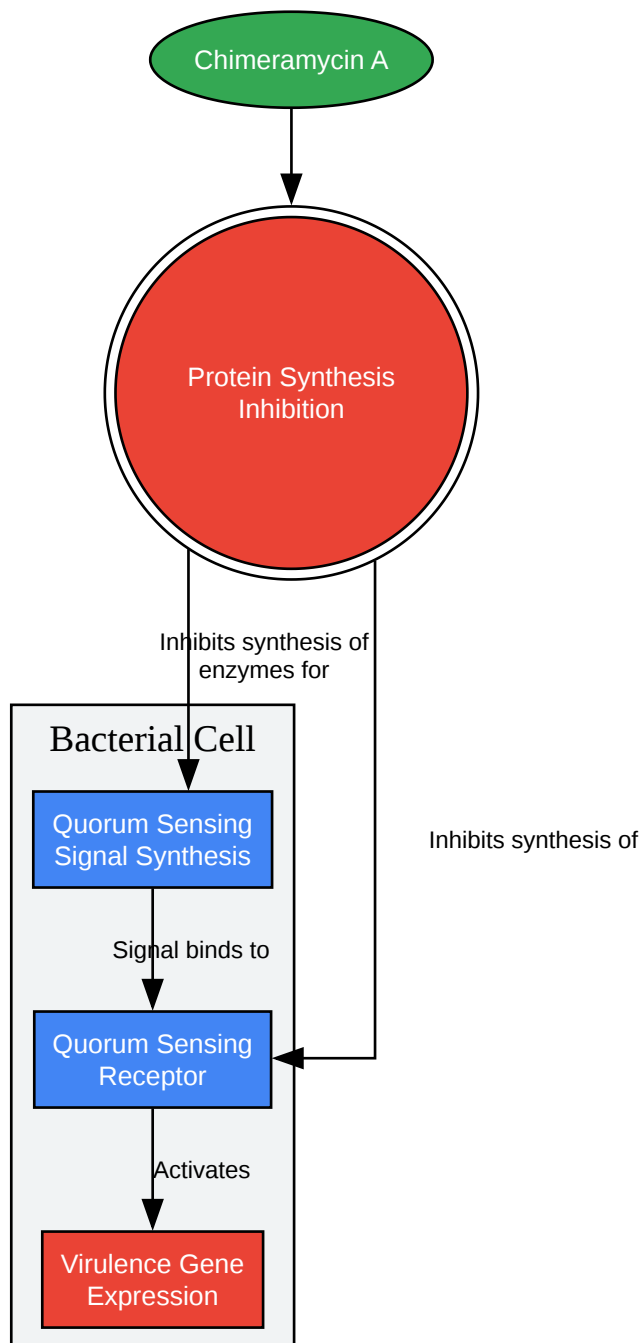 Chimeramycin A
Protein Synthesis
Inhibition
Inhibits synthesis of
enzymes for
Bacterial Cell
Quorum Sensing
Signal Synthesis
Inhibits synthesis of
Signal binds to
Quorum Sensing
Receptor
Activates
Virulence Gene
Expression